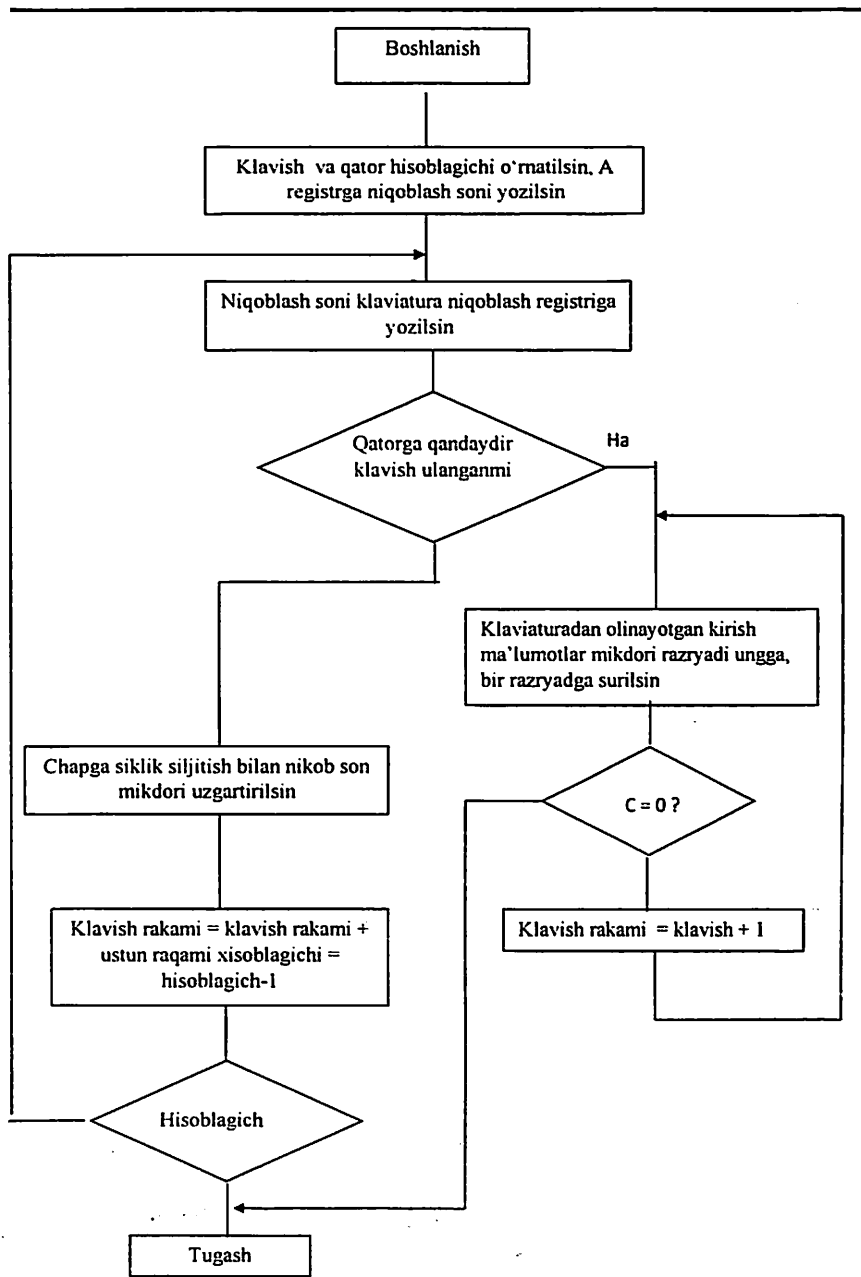 Boshlanish
Klavish va qator hisoblagichi o‘rnatilsin, A
registrga niqoblash soni yozilsin
Niqoblash soni klaviatura niqoblash registriga
yozilsin
Qatorga qandaydir
klavish ulanganmi
Ha
Klaviaturadan olinayotgan kirish
ma’lumotlar mikdori razryadi ungga,
bir razryadga surilsin
Chapga siklik siljitish bilan nikob son
mikdori uzgartirilsin
C = 0 ?
Klavish rakami = klavish rakami +
ustun raqami xisoblagichi =
hisoblagich-1
Klavish rakami = klavish + 1
Hisoblagich
Tugash